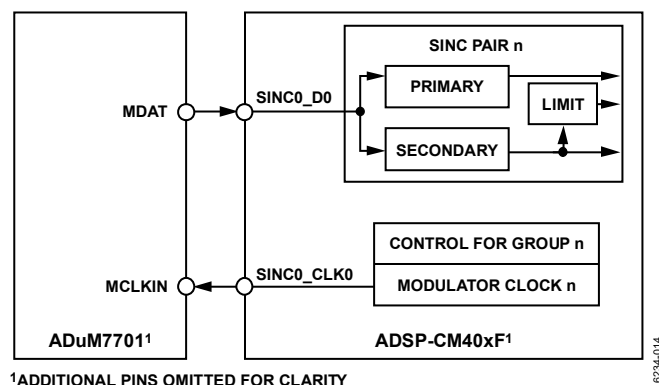 SINC PAIR n
PRIMARY
LIMIT
SECONDARY
MDAT
SINC0_D0
CONTROL FOR GROUP n
MODULATOR CLOCK n
MCLKIN
SINC0_CLK0
ADuM7701¹
ADSP-CM40xF¹
¹ADDITIONAL PINS OMITTED FOR CLARITY
6234-014